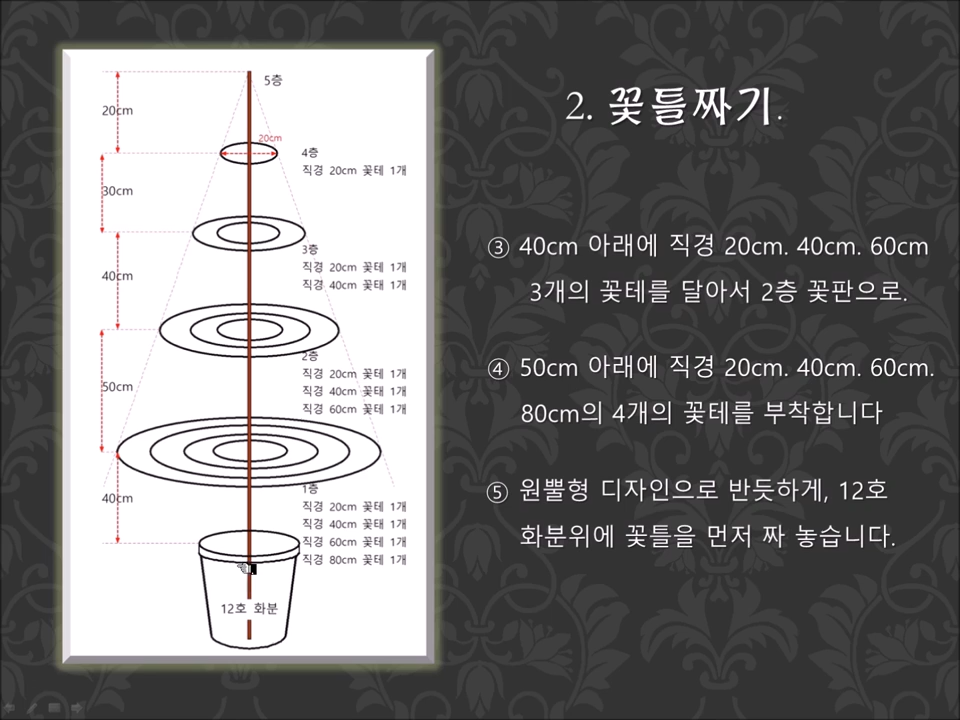 2. 꽃틀짜기.
5층
20cm
20cm
4층
직경 20cm 꽃테 1개
30cm
3층
직경 20cm 꽃테 1개
직경 40cm 꽃태 1개
40cm
2층
직경 20cm 꽃테 1개
직경 40cm 꽃태 1개
직경 60cm 꽃테 1개
50cm
1층
직경 20cm 꽃테 1개
직경 40cm 꽃태 1개
직경 60cm 꽃테 1개
직경 80cm 꽃테 1개
40cm
12호 화분
③ 40cm 아래에 직경 20cm. 40cm. 60cm
3개의 꽃테를 달아서 2층 꽃판으로.
④ 50cm 아래에 직경 20cm. 40cm. 60cm.
80cm의 4개의 꽃테를 부착합니다
⑤ 원뿔형 디자인으로 반듯하게, 12호
화분위에 꽃틀을 먼저 짜 놓습니다.